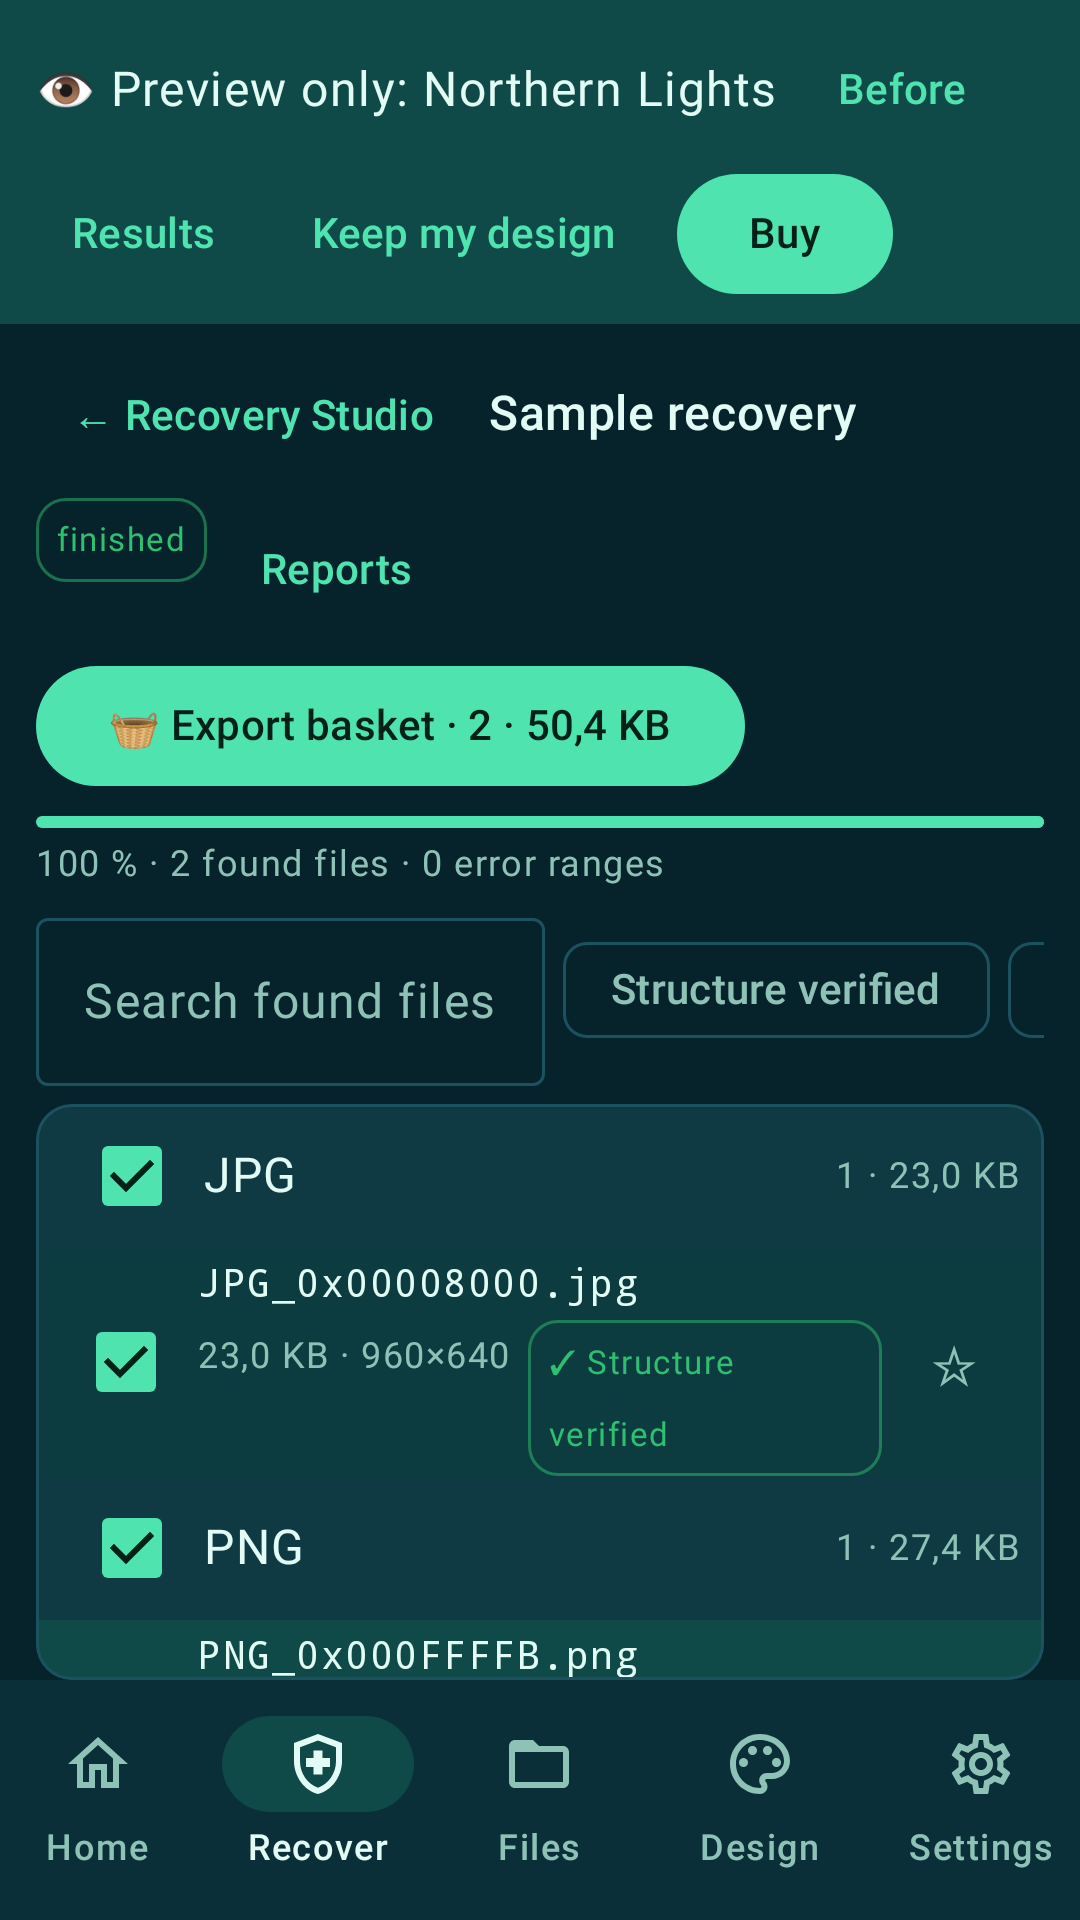 Preview only: Northern Lights
Before
Results
Keep my design
Buy
← Recovery Studio
Sample recovery
finished
Reports
Export basket · 2 · 50,4 KB
100 % · 2 found files · 0 error ranges
Search found files
Structure verified
JPG
1 · 23,0 KB
JPG_0x00008000.jpg
23,0 KB · 960×640
✓ Structure
verified
PNG
1 · 27,4 KB
PNG_0x000FFFFB.png
Home
Recover
Files
Design
Settings